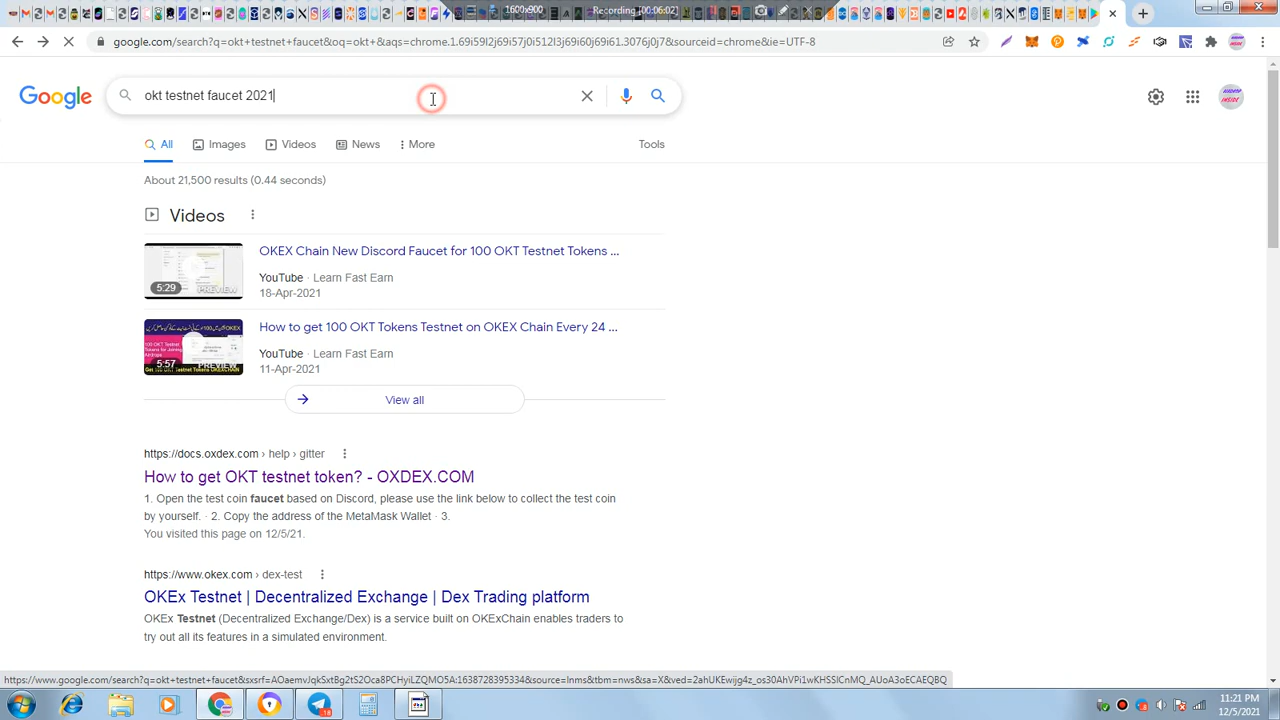 1600x900
Recording [00:06:02]
google.com/search?q=okt+testnet+faucet&oq=okt+&aqs=chrome.1.69i59l2j69i57j0i512l3j69i60j69i61.3076j0j7&sourceid=chrome&ie=UTF-8
Google
okt testnet faucet 2021
All
Images
Videos
News
More
Tools
About 21,500 results (0.44 seconds)
Videos
OKEX Chain New Discord Faucet for 100 OKT Testnet Tokens ...
YouTube · Learn Fast Earn
18-Apr-2021
5:29
PREVIEW
How to get 100 OKT Tokens Testnet on OKEX Chain Every 24 ...
YouTube · Learn Fast Earn
11-Apr-2021
5:57
PREVIEW
View all
https://docs.oxdex.com › help › gitter
How to get OKT testnet token? - OXDEX.COM
1. Open the test coin faucet based on Discord, please use the link below to collect the test coin
by yourself. · 2. Copy the address of the MetaMask Wallet · 3.
You visited this page on 12/5/21.
https://www.okex.com › dex-test
OKEx Testnet | Decentralized Exchange | Dex Trading platform
OKEx Testnet (Decentralized Exchange/Dex) is a service built on OKExChain enables traders to
try out all its features in a simulated environment.
11:21 PM
12/5/2021